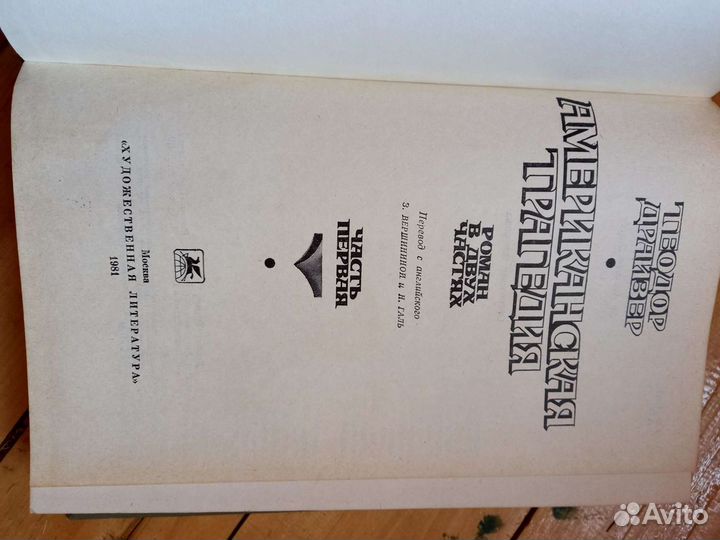 ТЕОДОР
ДРАЙЗЕР
АМЕРИКАНСКАЯ
ТРАГЕДИЯ
РОМАН
В ДВУХ
ЧАСТЯХ
Перевод с английского
З. ВЕРШИНИНОЙ и Н. ГАЛЬ
ЧАСТЬ
ПЕРВАЯ
Москва
«ХУДОЖЕСТВЕННАЯ ЛИТЕРАТУРА»
1981
Avito